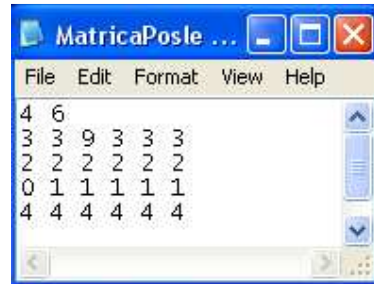 MatricaPosle ...
File Edit Format View Help
4 6
3 3 9 3 3 3
2 2 2 2 2 2
0 1 1 1 1 1
4 4 4 4 4 4